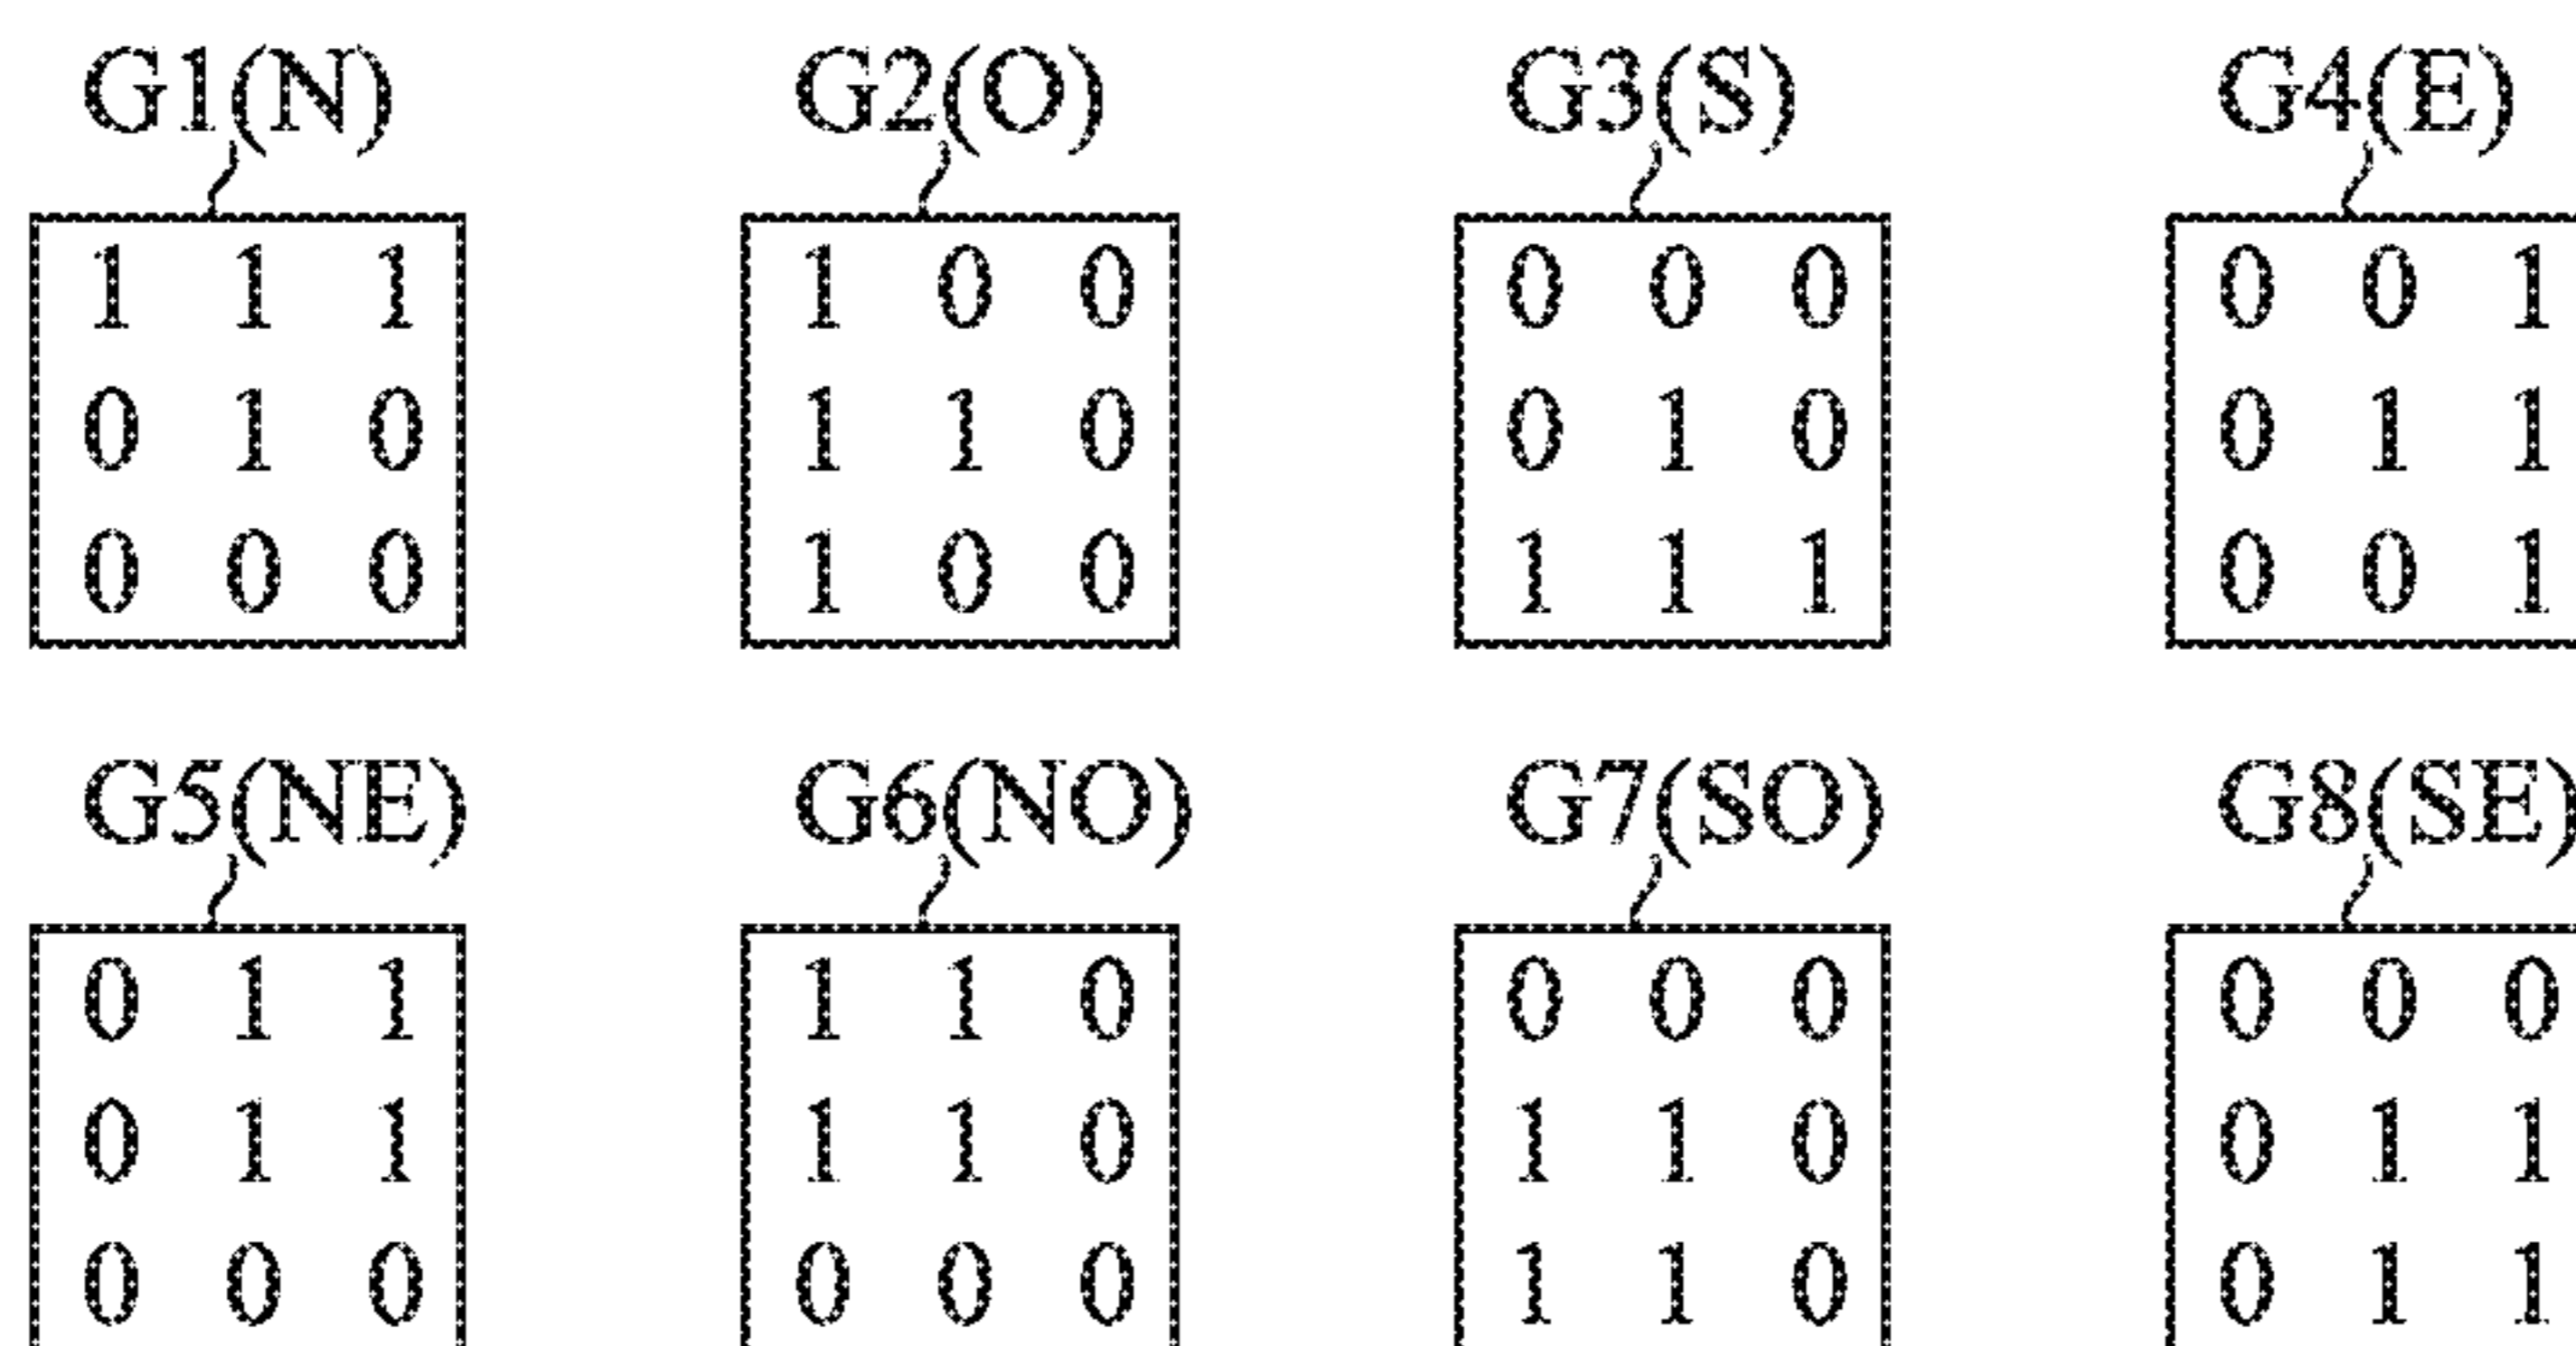 G1(N) G2(O) G3(S) G4(E)
1 1 1 1 0 0 0 0 0 0 0 1
0 1 0 1 1 0 0 1 0 0 1 1
0 0 0 1 0 0 1 1 1 0 0 1
G5(NE) G6(NO) G7(SO) G8(SE)
0 1 1 1 1 0 0 0 0 0 0 0
0 1 1 1 1 0 1 1 0 0 1 1
0 0 0 0 0 0 1 1 0 0 1 1